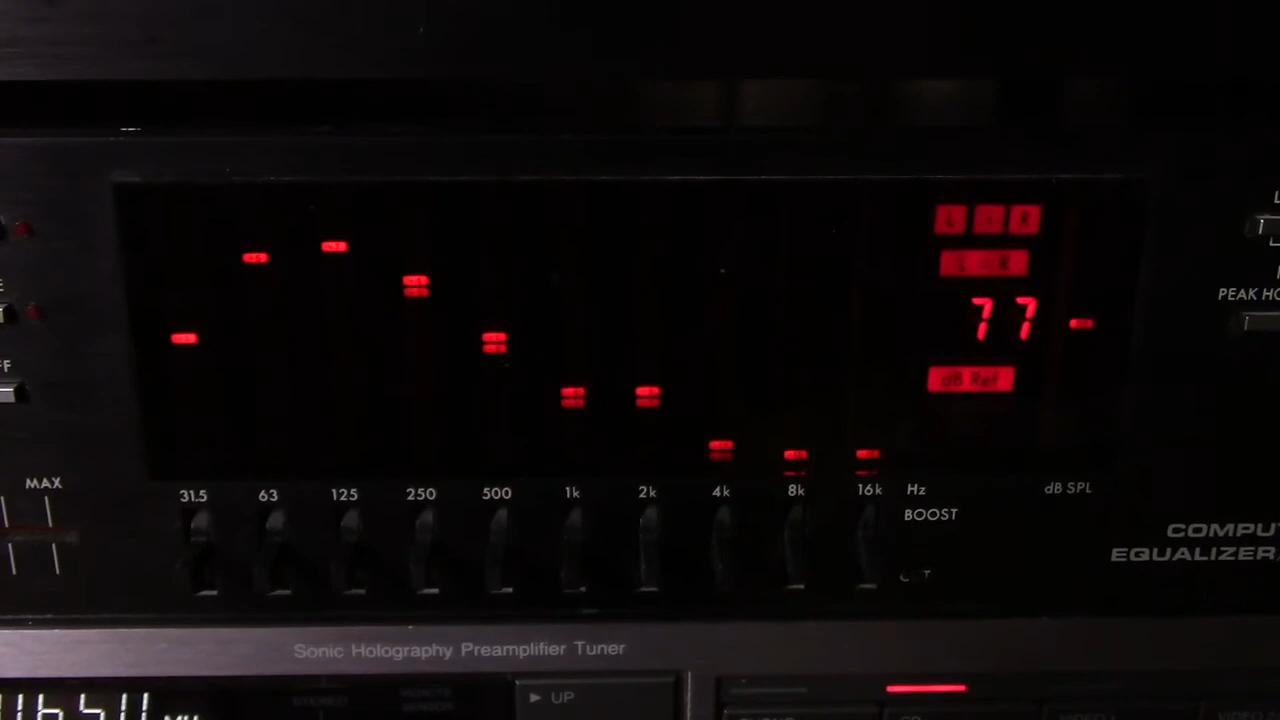 L R
L = R
PEAK HO
77
dB Ref
MAX
31.5 63 125 250 500 1k 2k 4k 8k 16k Hz dB SPL
BOOST
COMPU
EQUALIZER
Sonic Holography Preamplifier Tuner
UP